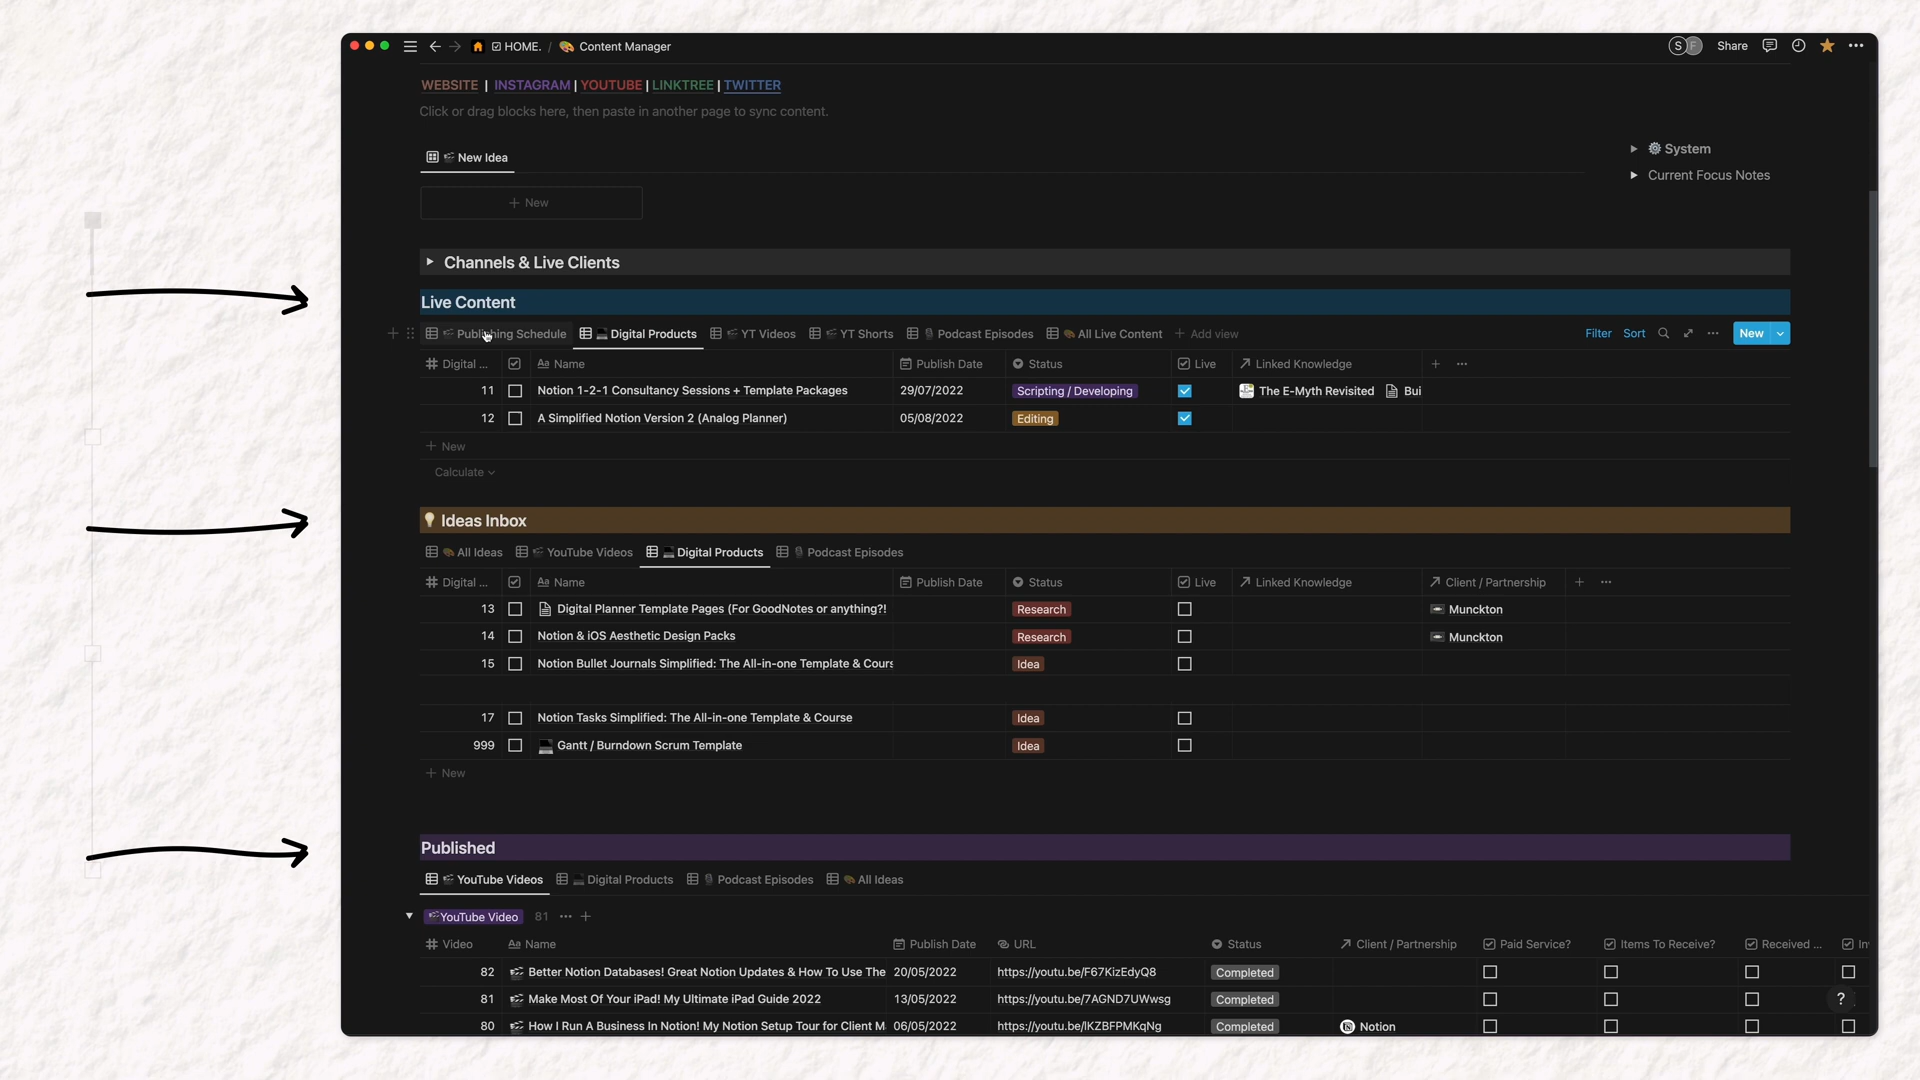 HOME. / Content Manager
S F Share
WEBSITE | INSTAGRAM | YOUTUBE | LINKTREE | TWITTER
Click or drag blocks here, then paste in another page to sync content.
New Idea
System
Current Focus Notes
+ New
Channels & Live Clients
Live Content
Publishing Schedule Digital Products YT Videos YT Shorts Podcast Episodes All Live Content + Add view Filter Sort New
# Digital ... Aa Name Publish Date Status Live Linked Knowledge + ...
11 Notion 1-2-1 Consultancy Sessions + Template Packages 29/07/2022 Scripting / Developing The E-Myth Revisited Bui
12 A Simplified Notion Version 2 (Analog Planner) 05/08/2022 Editing
+ New
Calculate
Ideas Inbox
All Ideas YouTube Videos Digital Products Podcast Episodes
# Digital ... Aa Name Publish Date Status Live Linked Knowledge Client / Partnership + ...
13 Digital Planner Template Pages (For GoodNotes or anything?! Research Munckton
14 Notion & iOS Aesthetic Design Packs Research Munckton
15 Notion Bullet Journals Simplified: The All-in-one Template & Cours Idea
17 Notion Tasks Simplified: The All-in-one Template & Course Idea
999 Gantt / Burndown Scrum Template Idea
+ New
Published
YouTube Videos Digital Products Podcast Episodes All Ideas
YouTube Video 81 ... +
# Video Aa Name Publish Date URL Status Client / Partnership Paid Service? Items To Receive? Received ... In
82 Better Notion Databases! Great Notion Updates & How To Use The 20/05/2022 https://youtu.be/F67KizEdyQ8 Completed
81 Make Most Of Your iPad! My Ultimate iPad Guide 2022 13/05/2022 https://youtu.be/7AGND7UWwsg Completed
?
80 How I Run A Business In Notion! My Notion Setup Tour for Client M 06/05/2022 https://youtu.be/IKZBFPMKqNg Completed Notion